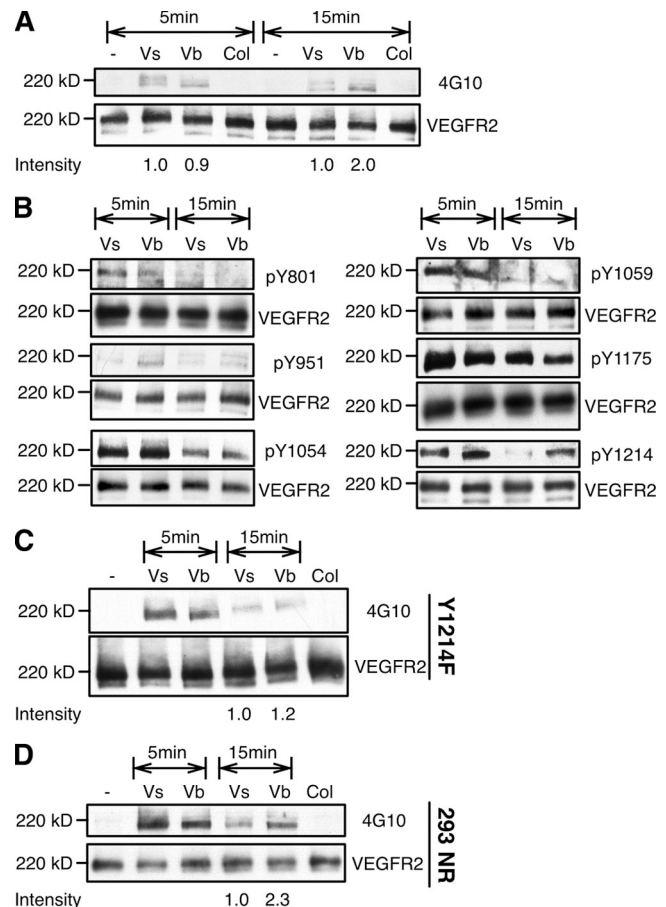 A
5min 15min
- Vs Vb Col - Vs Vb Col
220 kD 4G10
220 kD VEGFR2
Intensity 1.0 0.9 1.0 2.0
B
5min 15min
Vs Vb Vs Vb
220 kD pY801
220 kD VEGFR2
220 kD pY951
220 kD VEGFR2
220 kD pY1054
220 kD VEGFR2
5min 15min
Vs Vb Vs Vb
220 kD pY1059
220 kD VEGFR2
220 kD pY1175
220 kD VEGFR2
220 kD pY1214
220 kD VEGFR2
C
5min 15min
- Vs Vb Vs Vb Col
220 kD 4G10
220 kD VEGFR2
Y1214F
Intensity 1.0 1.2
D
5min 15min
- Vs Vb Vs Vb Col
220 kD 4G10
220 kD VEGFR2
293 NR
Intensity 1.0 2.3